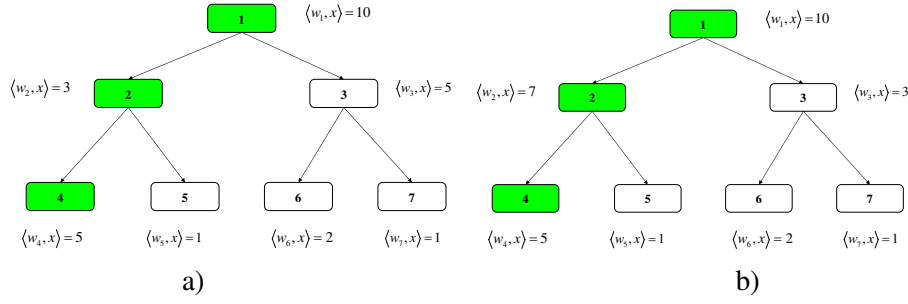 1
⟨w₁, x⟩ = 10
⟨w₂, x⟩ = 3
2
3
⟨w₃, x⟩ = 5
4
5
6
7
⟨w₄, x⟩ = 5
⟨w₅, x⟩ = 1
⟨w₆, x⟩ = 2
⟨w₇, x⟩ = 1
a)
1
⟨w₁, x⟩ = 10
⟨w₂, x⟩ = 7
2
3
⟨w₃, x⟩ = 3
4
5
6
7
⟨w₄, x⟩ = 5
⟨w₅, x⟩ = 1
⟨w₆, x⟩ = 2
⟨w₇, x⟩ = 1
b)